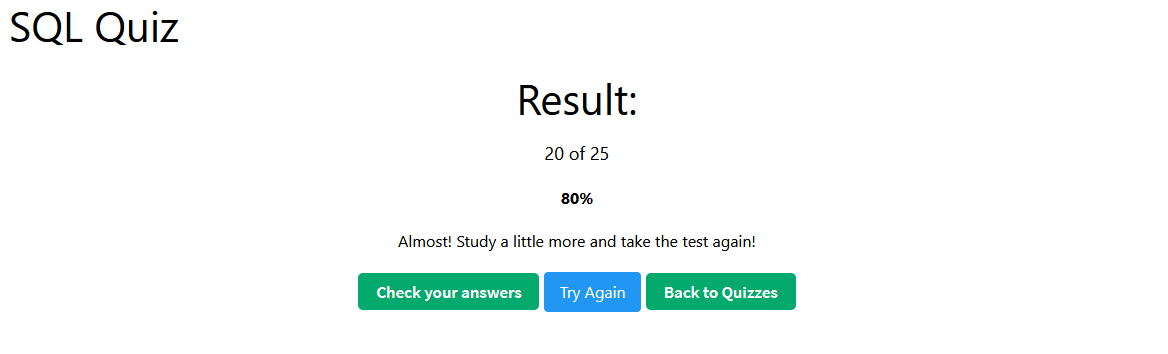 SQL Quiz
Result:
20 of 25
80%
Almost! Study a little more and take the test again!
Check your answers Try Again Back to Quizzes